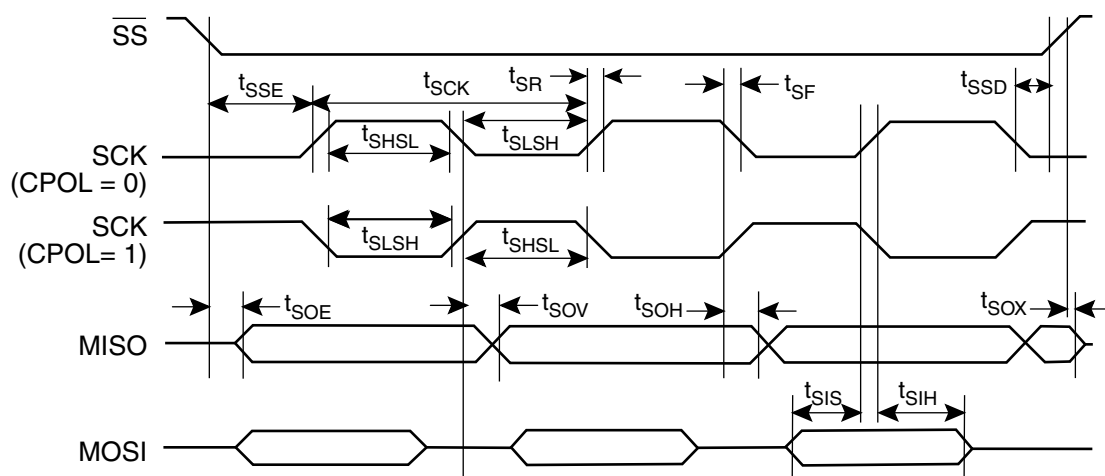 SS
tSSE
tSCK
tSR
tSF
tSSD
SCK
(CPOL = 0)
tSHSL
tSLSH
SCK
(CPOL= 1)
tSLSH
tSHSL
tSOE
tSOV
tSOH
tSOX
MISO
tSIS
tSIH
MOSI